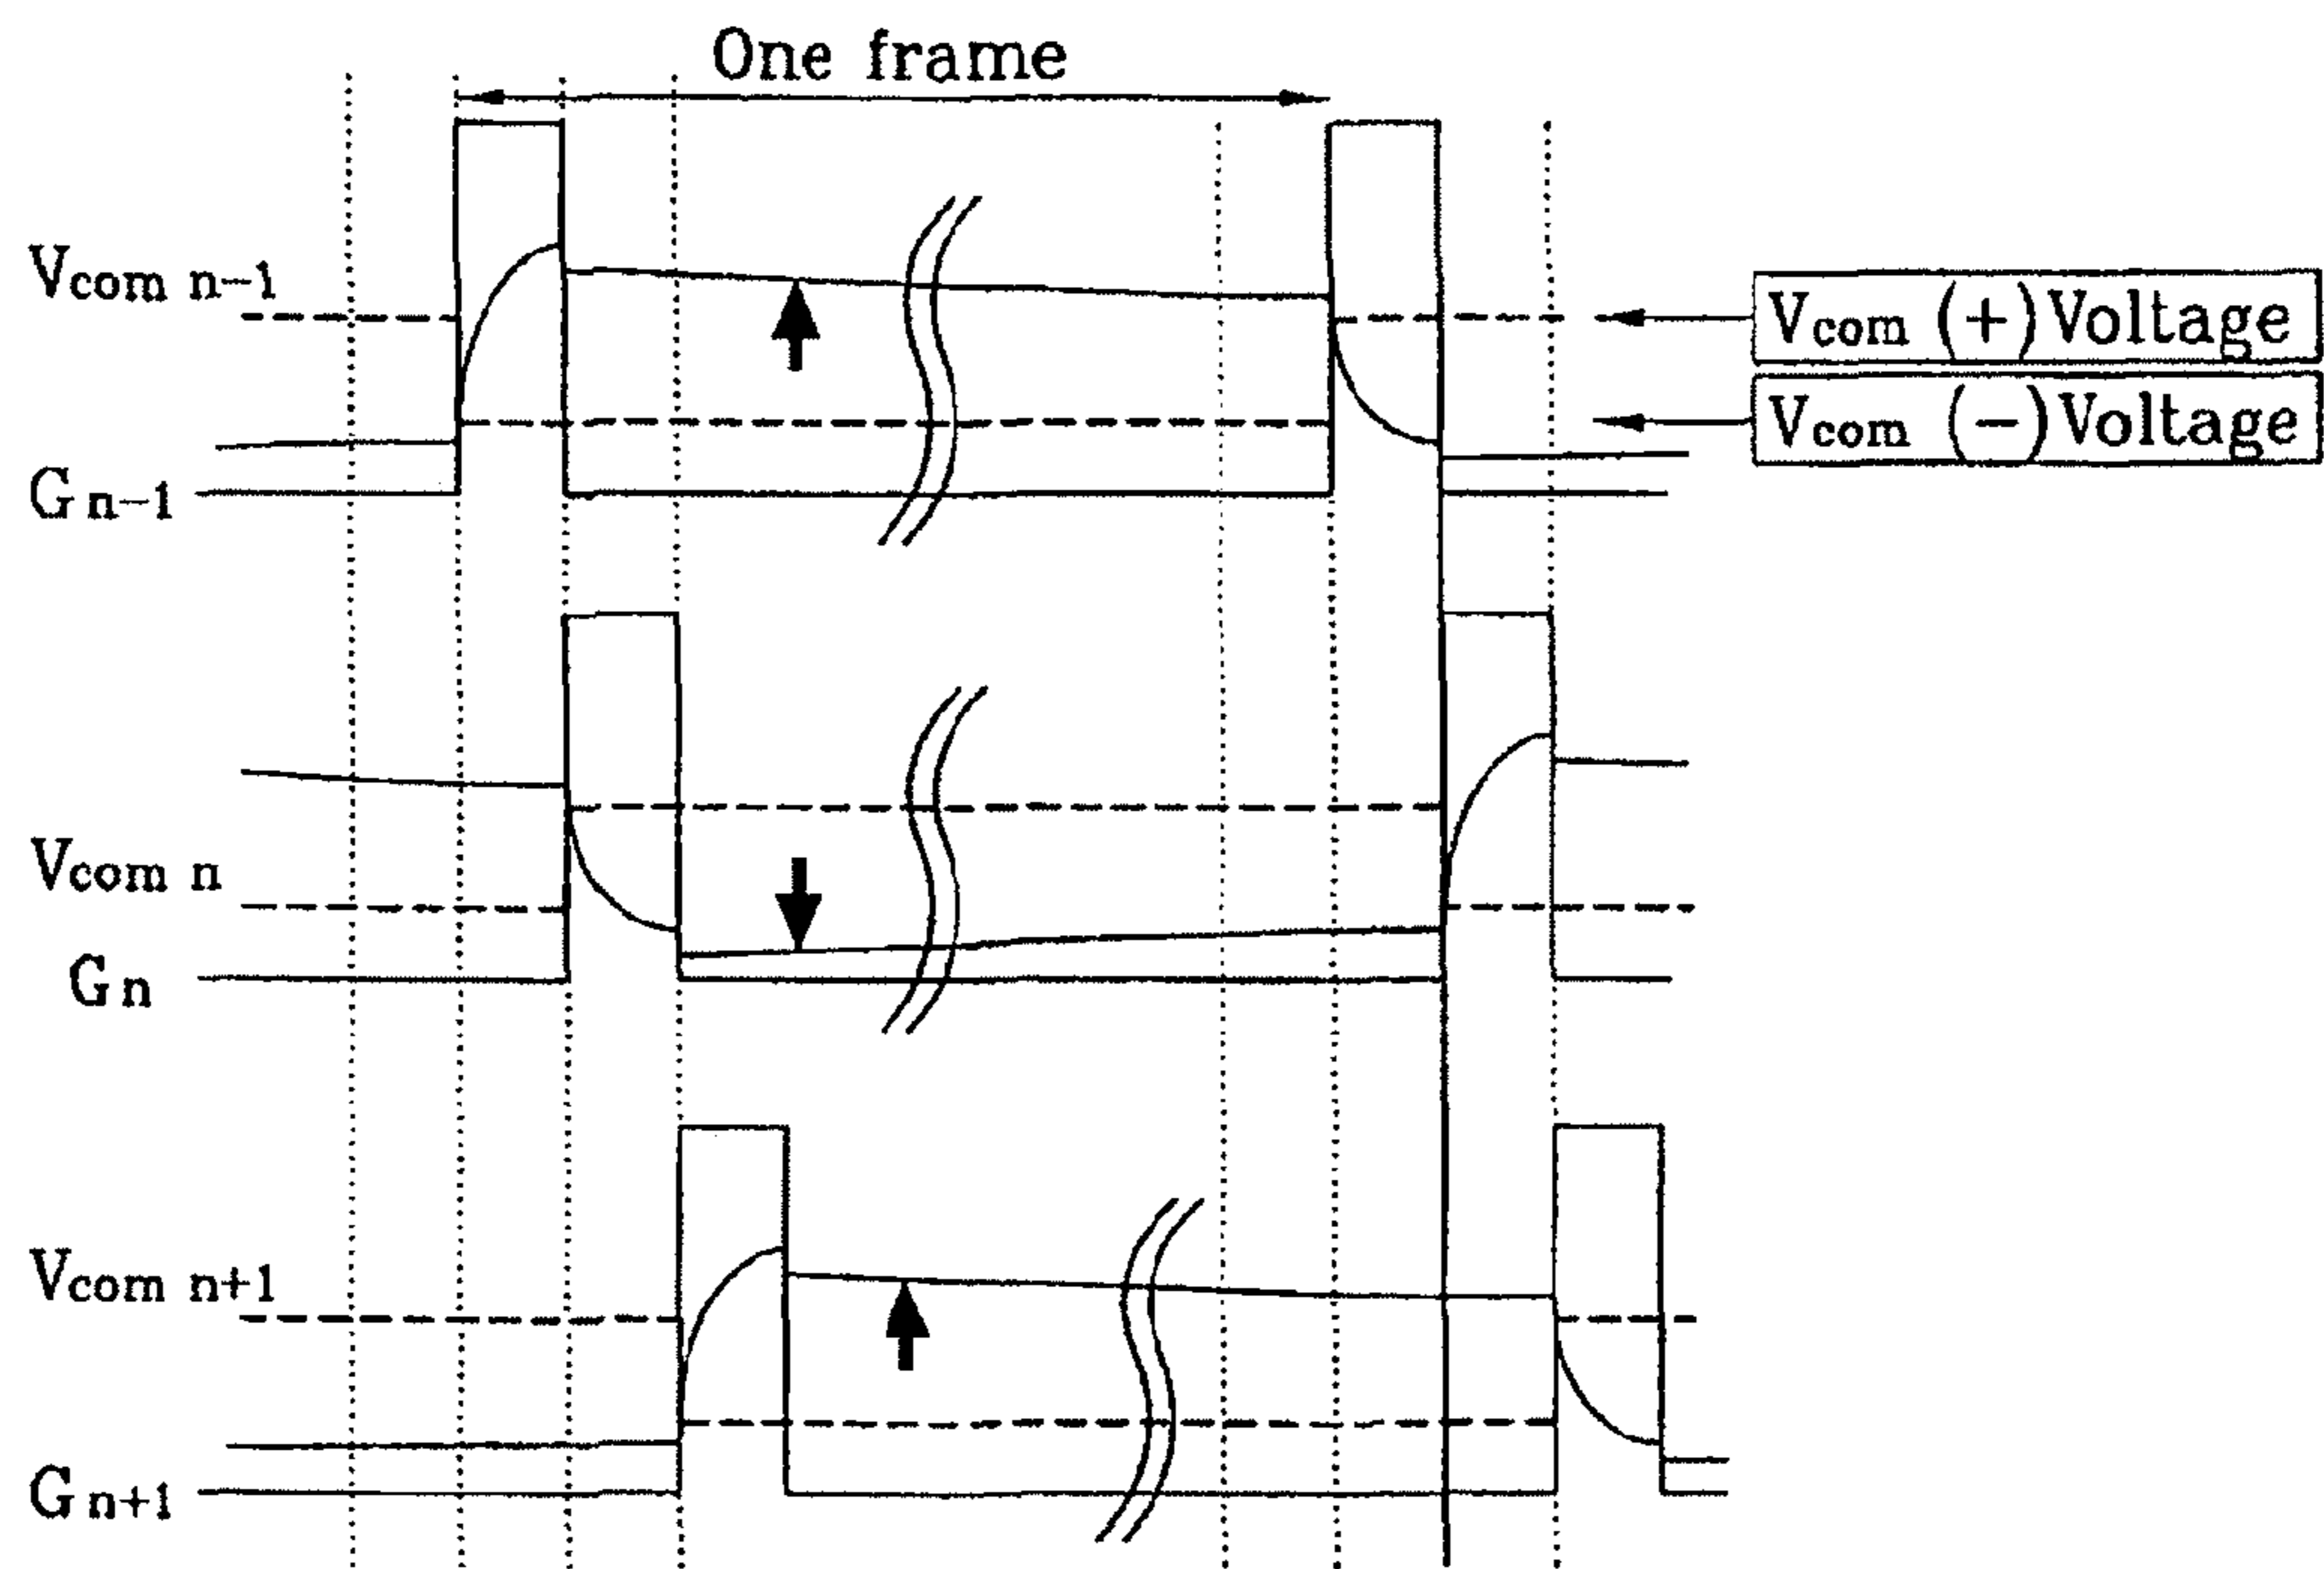 One frame
Vcom n-1
Vcom (+) Voltage
Vcom (-) Voltage
G n-1
Vcom n
G n
Vcom n+1
G n+1